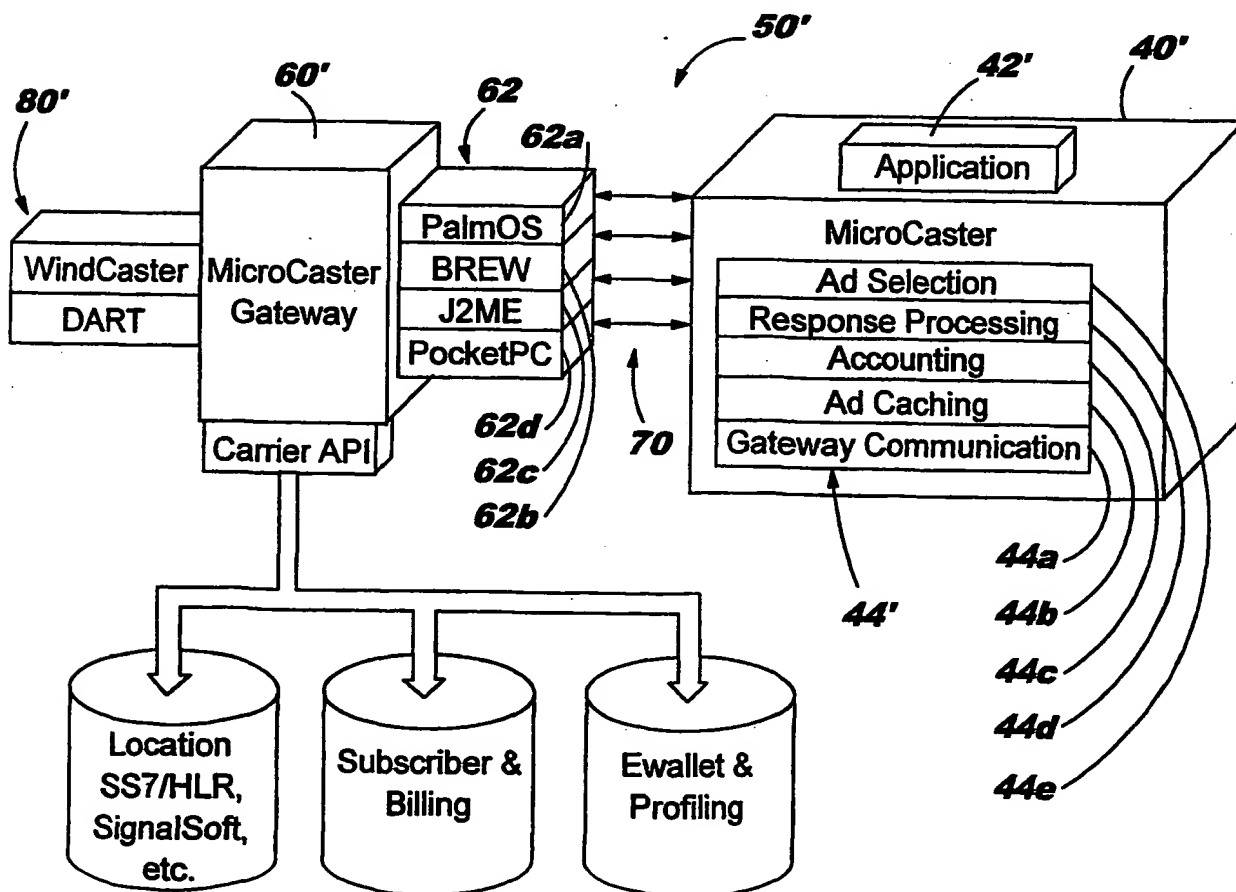 50'
40'
60'
42'
80'
62
62a
Application
PalmOS
MicroCaster
WindCaster
MicroCaster
Gateway
BREW
Ad Selection
DART
J2ME
Response Processing
PocketPC
Accounting
Ad Caching
Carrier API
62d
70
Gateway Communication
62c
62b
44a
44'
44b
44c
44d
44e
Location
SS7/HLR,
SignalSoft,
etc.
Subscriber &
Billing
Ewallet &
Profiling